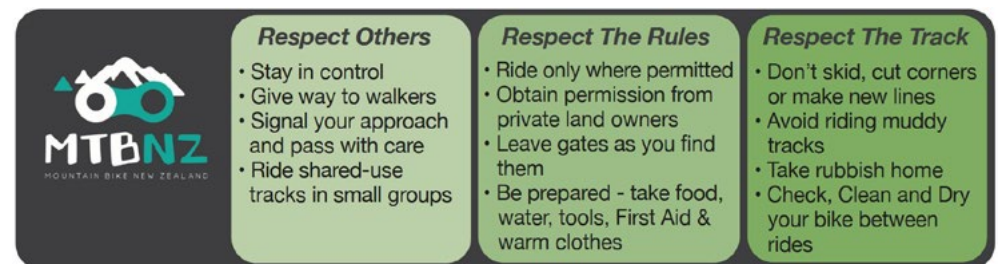 MTBNZ
MOUNTAIN BIKE NEW ZEALAND
Respect Others
• Stay in control
• Give way to walkers
• Signal your approach
and pass with care
• Ride shared-use
tracks in small groups
Respect The Rules
• Ride only where permitted
• Obtain permission from
private land owners
• Leave gates as you find
them
• Be prepared - take food,
water, tools, First Aid &
warm clothes
Respect The Track
• Don't skid, cut corners
or make new lines
• Avoid riding muddy
tracks
• Take rubbish home
• Check, Clean and Dry
your bike between
rides